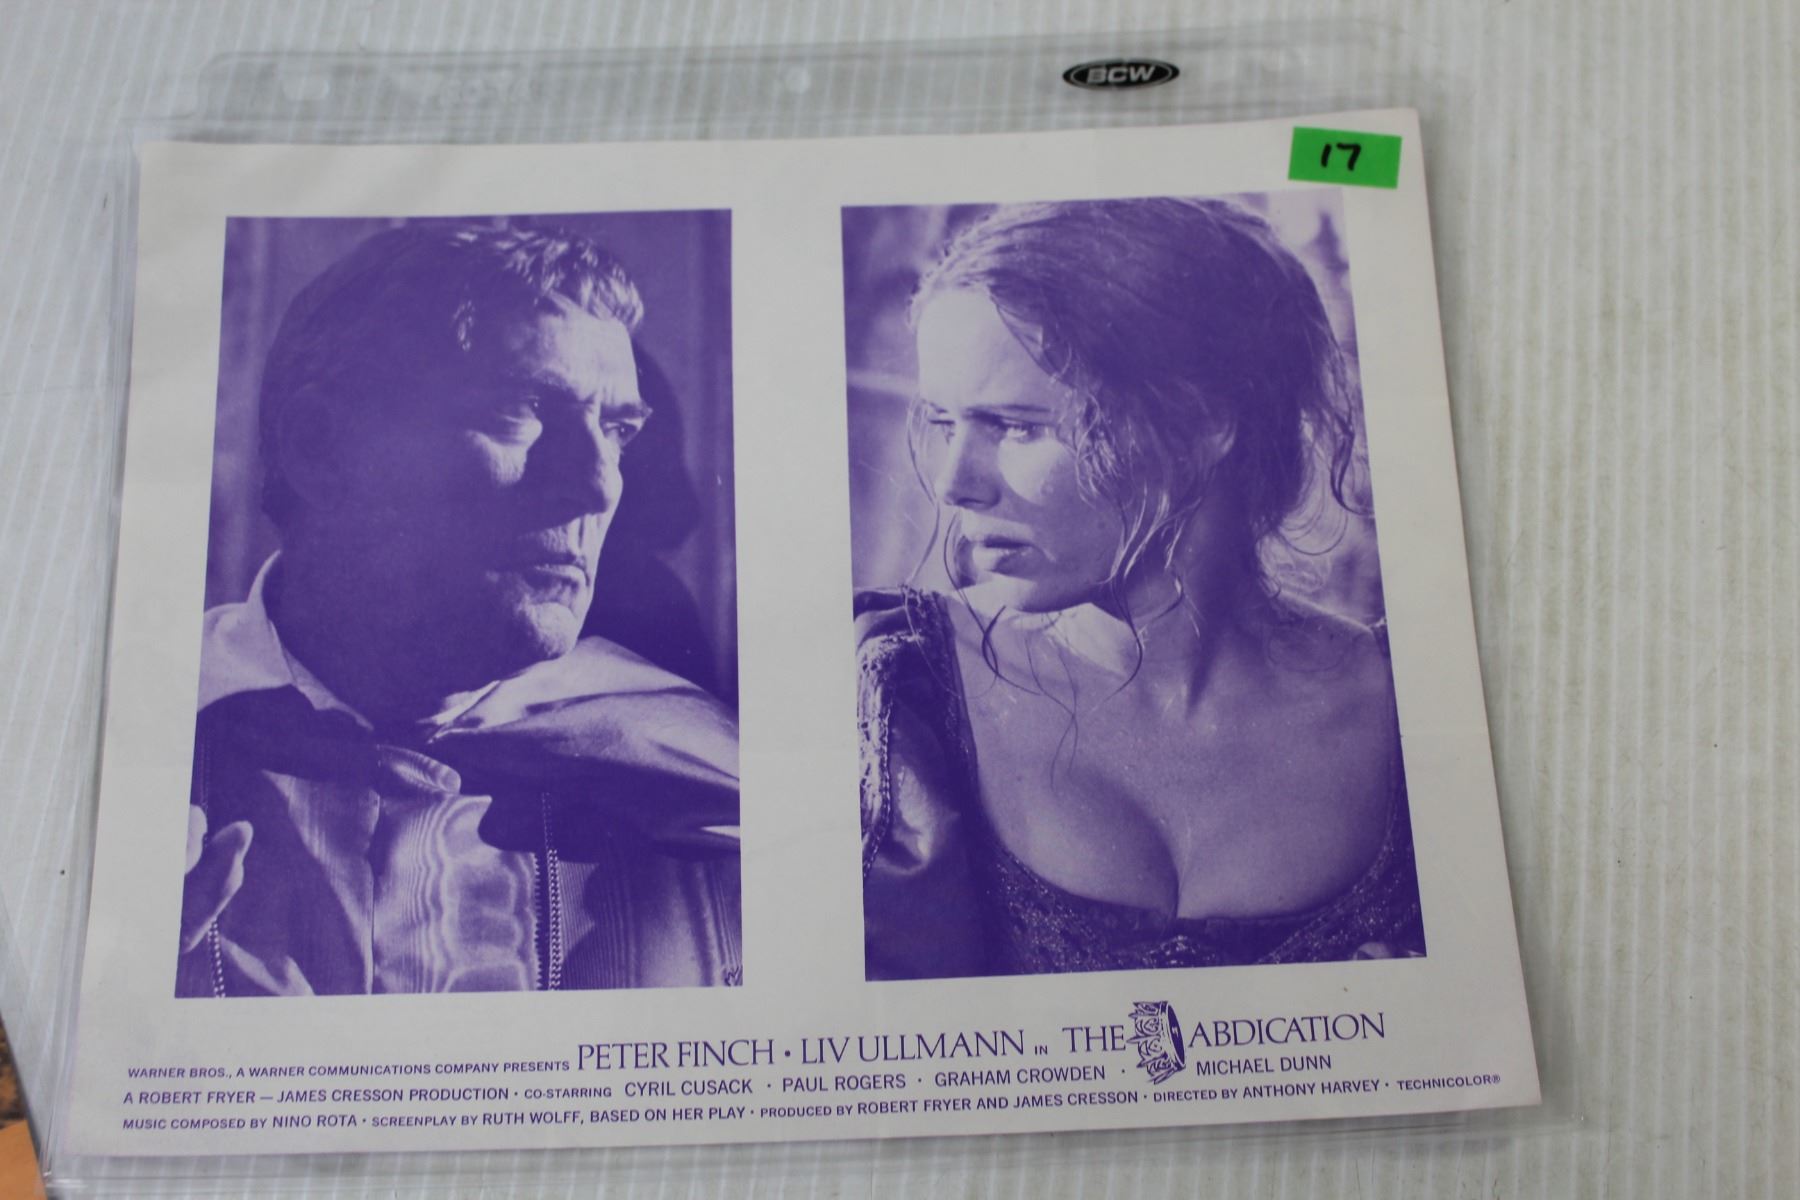 BCW
17
WARNER BROS., A WARNER COMMUNICATIONS COMPANY PRESENTS PETER FINCH · LIV ULLMANN IN THE ABDICATION
A ROBERT FRYER — JAMES CRESSON PRODUCTION · CO-STARRING CYRIL CUSACK · PAUL ROGERS · GRAHAM CROWDEN · MICHAEL DUNN
MUSIC COMPOSED BY NINO ROTA · SCREENPLAY BY RUTH WOLFF, BASED ON HER PLAY · PRODUCED BY ROBERT FRYER AND JAMES CRESSON · DIRECTED BY ANTHONY HARVEY · TECHNICOLOR®